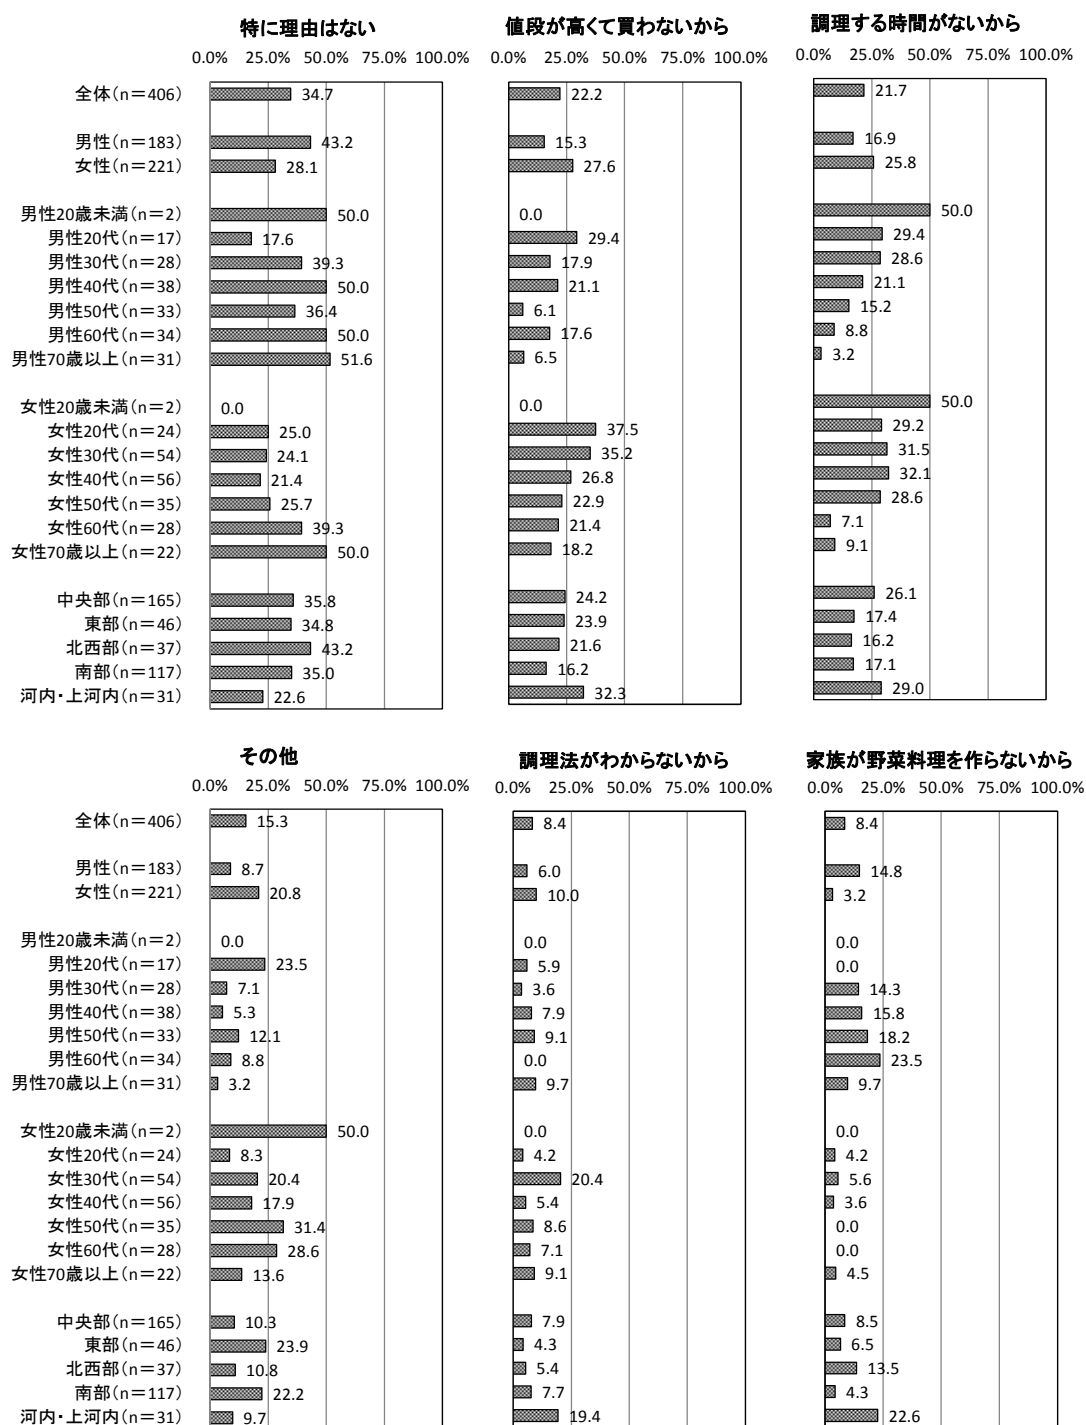 特に理由はない 値段が高くて買わないから 調理する時間がないから
0.0% 25.0% 50.0% 75.0% 100.0% 0.0% 25.0% 50.0% 75.0% 100.0% 0.0% 25.0% 50.0% 75.0% 100.0%
全体(n=406) 34.7 22.2 21.7
男性(n=183) 43.2 15.3 16.9
女性(n=221) 28.1 27.6 25.8
男性20歳未満(n=2) 50.0 0.0 50.0
男性20代(n=17) 17.6 29.4 29.4
男性30代(n=28) 39.3 17.9 28.6
男性40代(n=38) 50.0 21.1 21.1
男性50代(n=33) 36.4 6.1 15.2
男性60代(n=34) 50.0 17.6 8.8
男性70歳以上(n=31) 51.6 6.5 3.2
女性20歳未満(n=2) 0.0 0.0 50.0
女性20代(n=24) 25.0 37.5 29.2
女性30代(n=54) 24.1 35.2 31.5
女性40代(n=56) 21.4 26.8 32.1
女性50代(n=35) 25.7 22.9 28.6
女性60代(n=28) 39.3 21.4 7.1
女性70歳以上(n=22) 50.0 18.2 9.1
中央部(n=165) 35.8 24.2 26.1
東部(n=46) 34.8 23.9 17.4
北西部(n=37) 43.2 21.6 16.2
南部(n=117) 35.0 16.2 17.1
河内・上河内(n=31) 22.6 32.3 29.0
その他 調理法がわからないから 家族が野菜料理を作らないから
0.0% 25.0% 50.0% 75.0% 100.0% 0.0% 25.0% 50.0% 75.0% 100.0% 0.0% 25.0% 50.0% 75.0% 100.0%
全体(n=406) 15.3 8.4 8.4
男性(n=183) 8.7 6.0 14.8
女性(n=221) 20.8 10.0 3.2
男性20歳未満(n=2) 0.0 0.0 0.0
男性20代(n=17) 23.5 5.9 0.0
男性30代(n=28) 7.1 3.6 14.3
男性40代(n=38) 5.3 7.9 15.8
男性50代(n=33) 12.1 9.1 18.2
男性60代(n=34) 8.8 0.0 23.5
男性70歳以上(n=31) 3.2 9.7 9.7
女性20歳未満(n=2) 50.0 0.0 0.0
女性20代(n=24) 8.3 4.2 4.2
女性30代(n=54) 20.4 20.4 5.6
女性40代(n=56) 17.9 5.4 3.6
女性50代(n=35) 31.4 8.6 0.0
女性60代(n=28) 28.6 7.1 0.0
女性70歳以上(n=22) 13.6 9.1 4.5
中央部(n=165) 10.3 7.9 8.5
東部(n=46) 23.9 4.3 6.5
北西部(n=37) 10.8 5.4 13.5
南部(n=117) 22.2 7.7 4.3
河内・上河内(n=31) 9.7 19.4 22.6